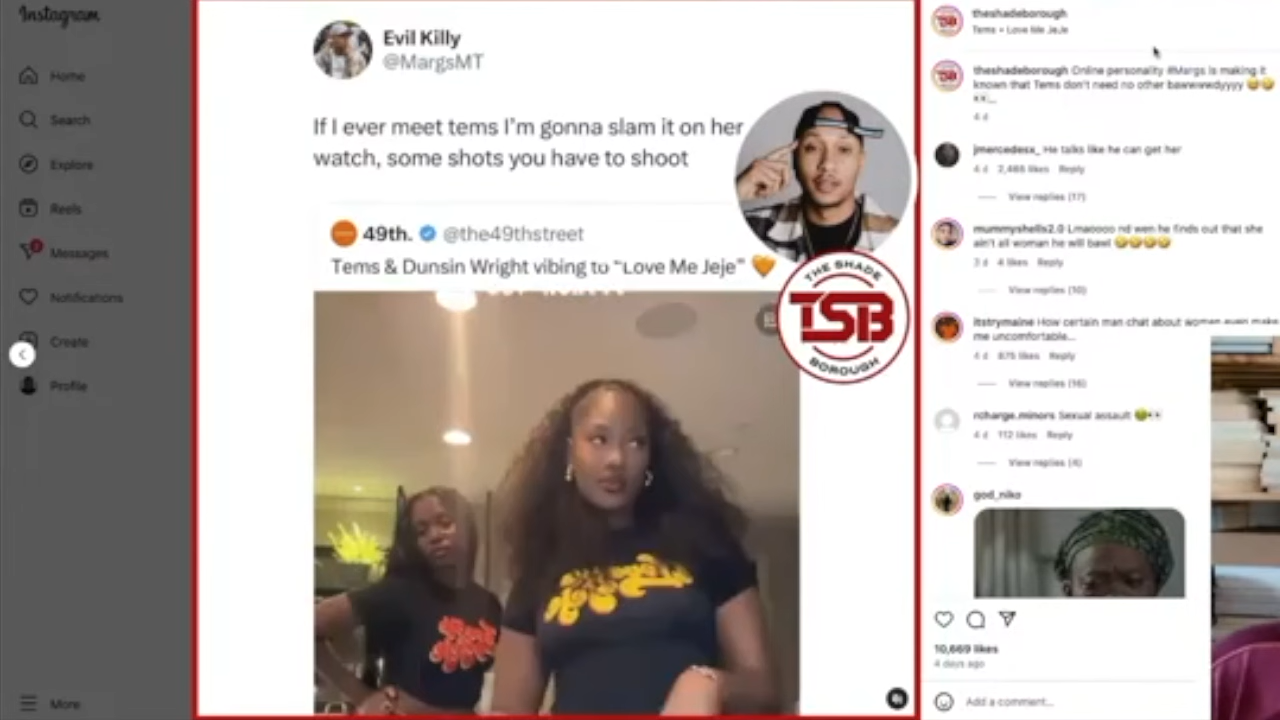 Instagram
Home
Search
Explore
Reels
Messages
Notifications
Create
Profile
More
Evil Killy
@MargsMT
If I ever meet tems I'm gonna slam it on her
watch, some shots you have to shoot
49th. @the49thstreet
Tems & Dunsin Wright vibing to "Love Me Jeje" 🧡
THE SHADE
TSB
BOROUGH
theshadeborough
Tems • Love Me JeJe
theshadeborough Online personality #Margs is making it
known that Tems don't need no other bawwwwdyyyy 😂😂
👀_
4 d
jmercedesx_ He talks like he can get her
4 d 2,465 likes Reply
View replies (17)
mummyshells2.0 Lmaoooo nd wen he finds out that she
ain't all woman he will bawl 🤣🤣🤣🤣
3 d 4 likes Reply
View replies (10)
itstrymaine How certain man chat about women even make
me uncomfortable...
4 d 675 likes Reply
View replies (16)
rcharge.minors Sexual assault 🤢👀
4 d 112 likes Reply
View replies (4)
god_niko
10,669 likes
4 days ago
Add a comment...